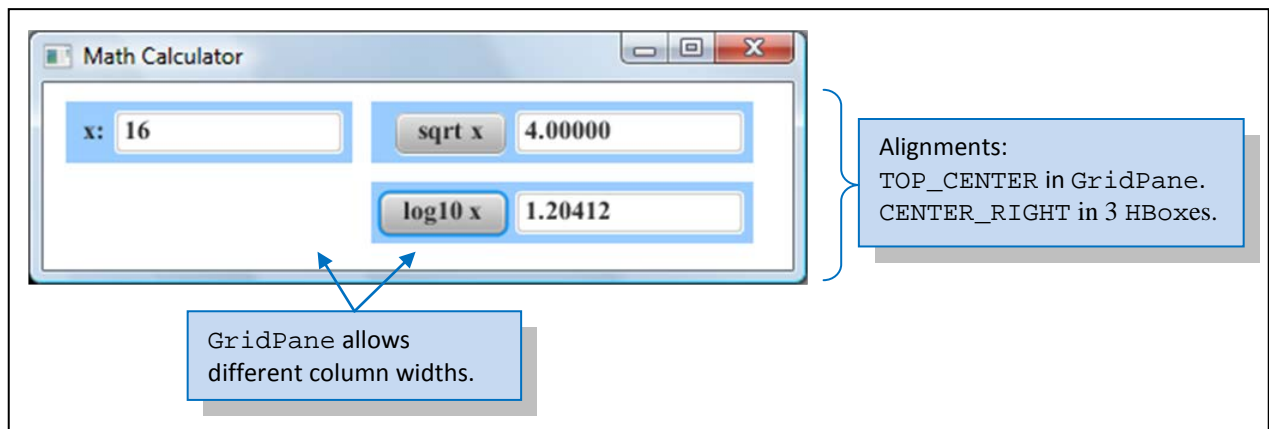 Math Calculator
x: 16
sqrt x 4.00000
log10 x 1.20412
Alignments:
TOP_CENTER in GridPane.
CENTER_RIGHT in 3 HBoxes.
GridPane allows
different column widths.